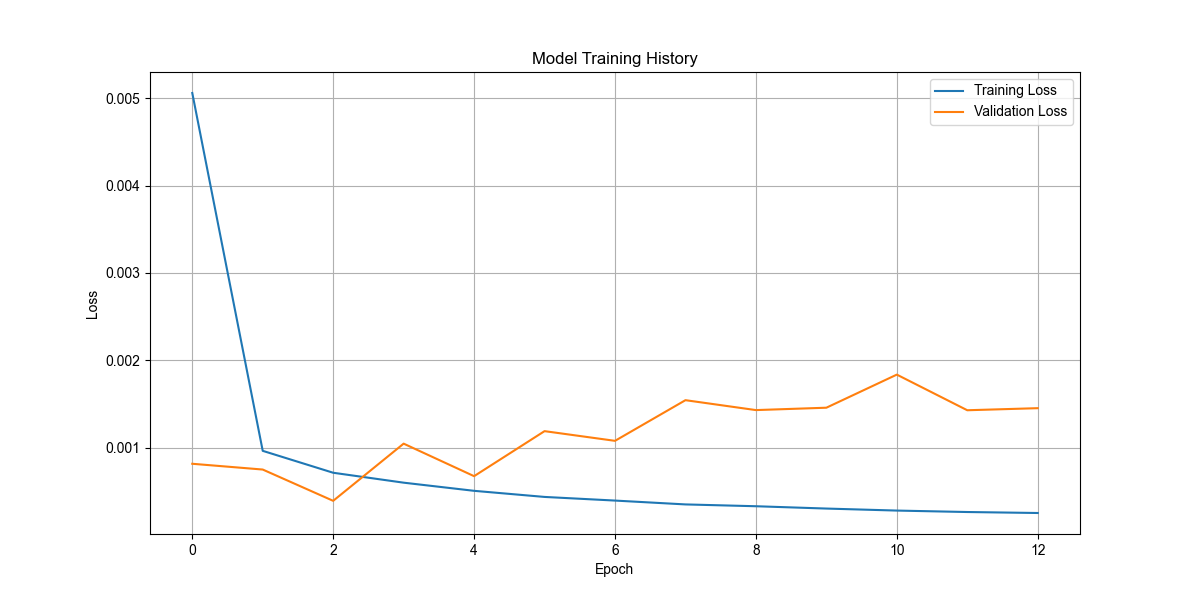 Model Training History
Training Loss
Validation Loss
0.005
0.004
0.003
0.002
0.001
Loss
0 2 4 6 8 10 12
Epoch